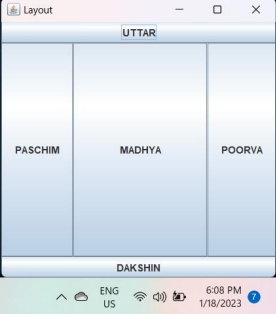 Layout
UTTAR
PASCHIM MADHYA POORVA
DAKSHIN
ENG 6:08 PM
US 1/18/2023 7